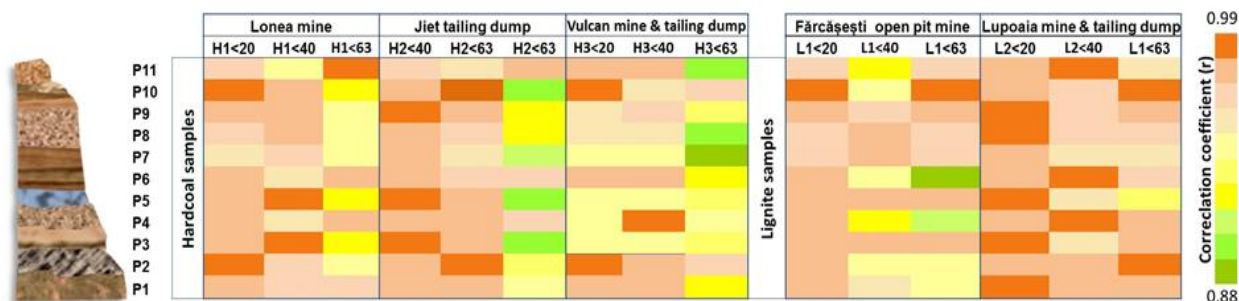 Lonea mine Jieț tailing dump Vulcan mine & tailing dump Fărcășești open pit mine Lupoaia mine & tailing dump 0.99
H1<20 H1<40 H1<63 H2<40 H2<63 H2<63 H3<20 H3<40 H3<63 L1<20 L1<40 L1<63 L2<20 L2<40 L1<63
P11
P10
P9
P8
P7
P6
P5
P4
P3
P2
P1
Hardcoal samples
Lignite samples
Correclation coefficient (r)
0.88